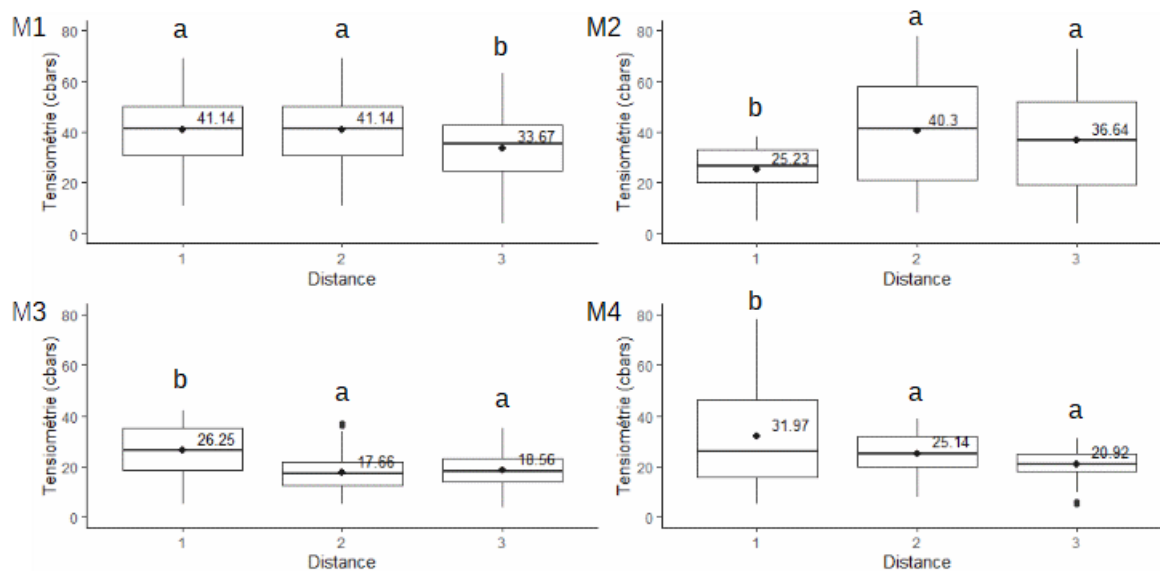 M1
a
a
b
Tensiométrie (cbars)
80
60
40
20
0
41.14
41.14
33.67
1
2
3
Distance
M2
b
a
a
Tensiométrie (cbars)
80
60
40
20
0
25.23
40.3
36.64
1
2
3
Distance
M3
b
a
a
Tensiométrie (cbars)
80
60
40
20
0
26.25
17.66
18.56
1
2
3
Distance
M4
b
a
a
Tensiométrie (cbars)
80
60
40
20
0
31.97
25.14
20.92
1
2
3
Distance